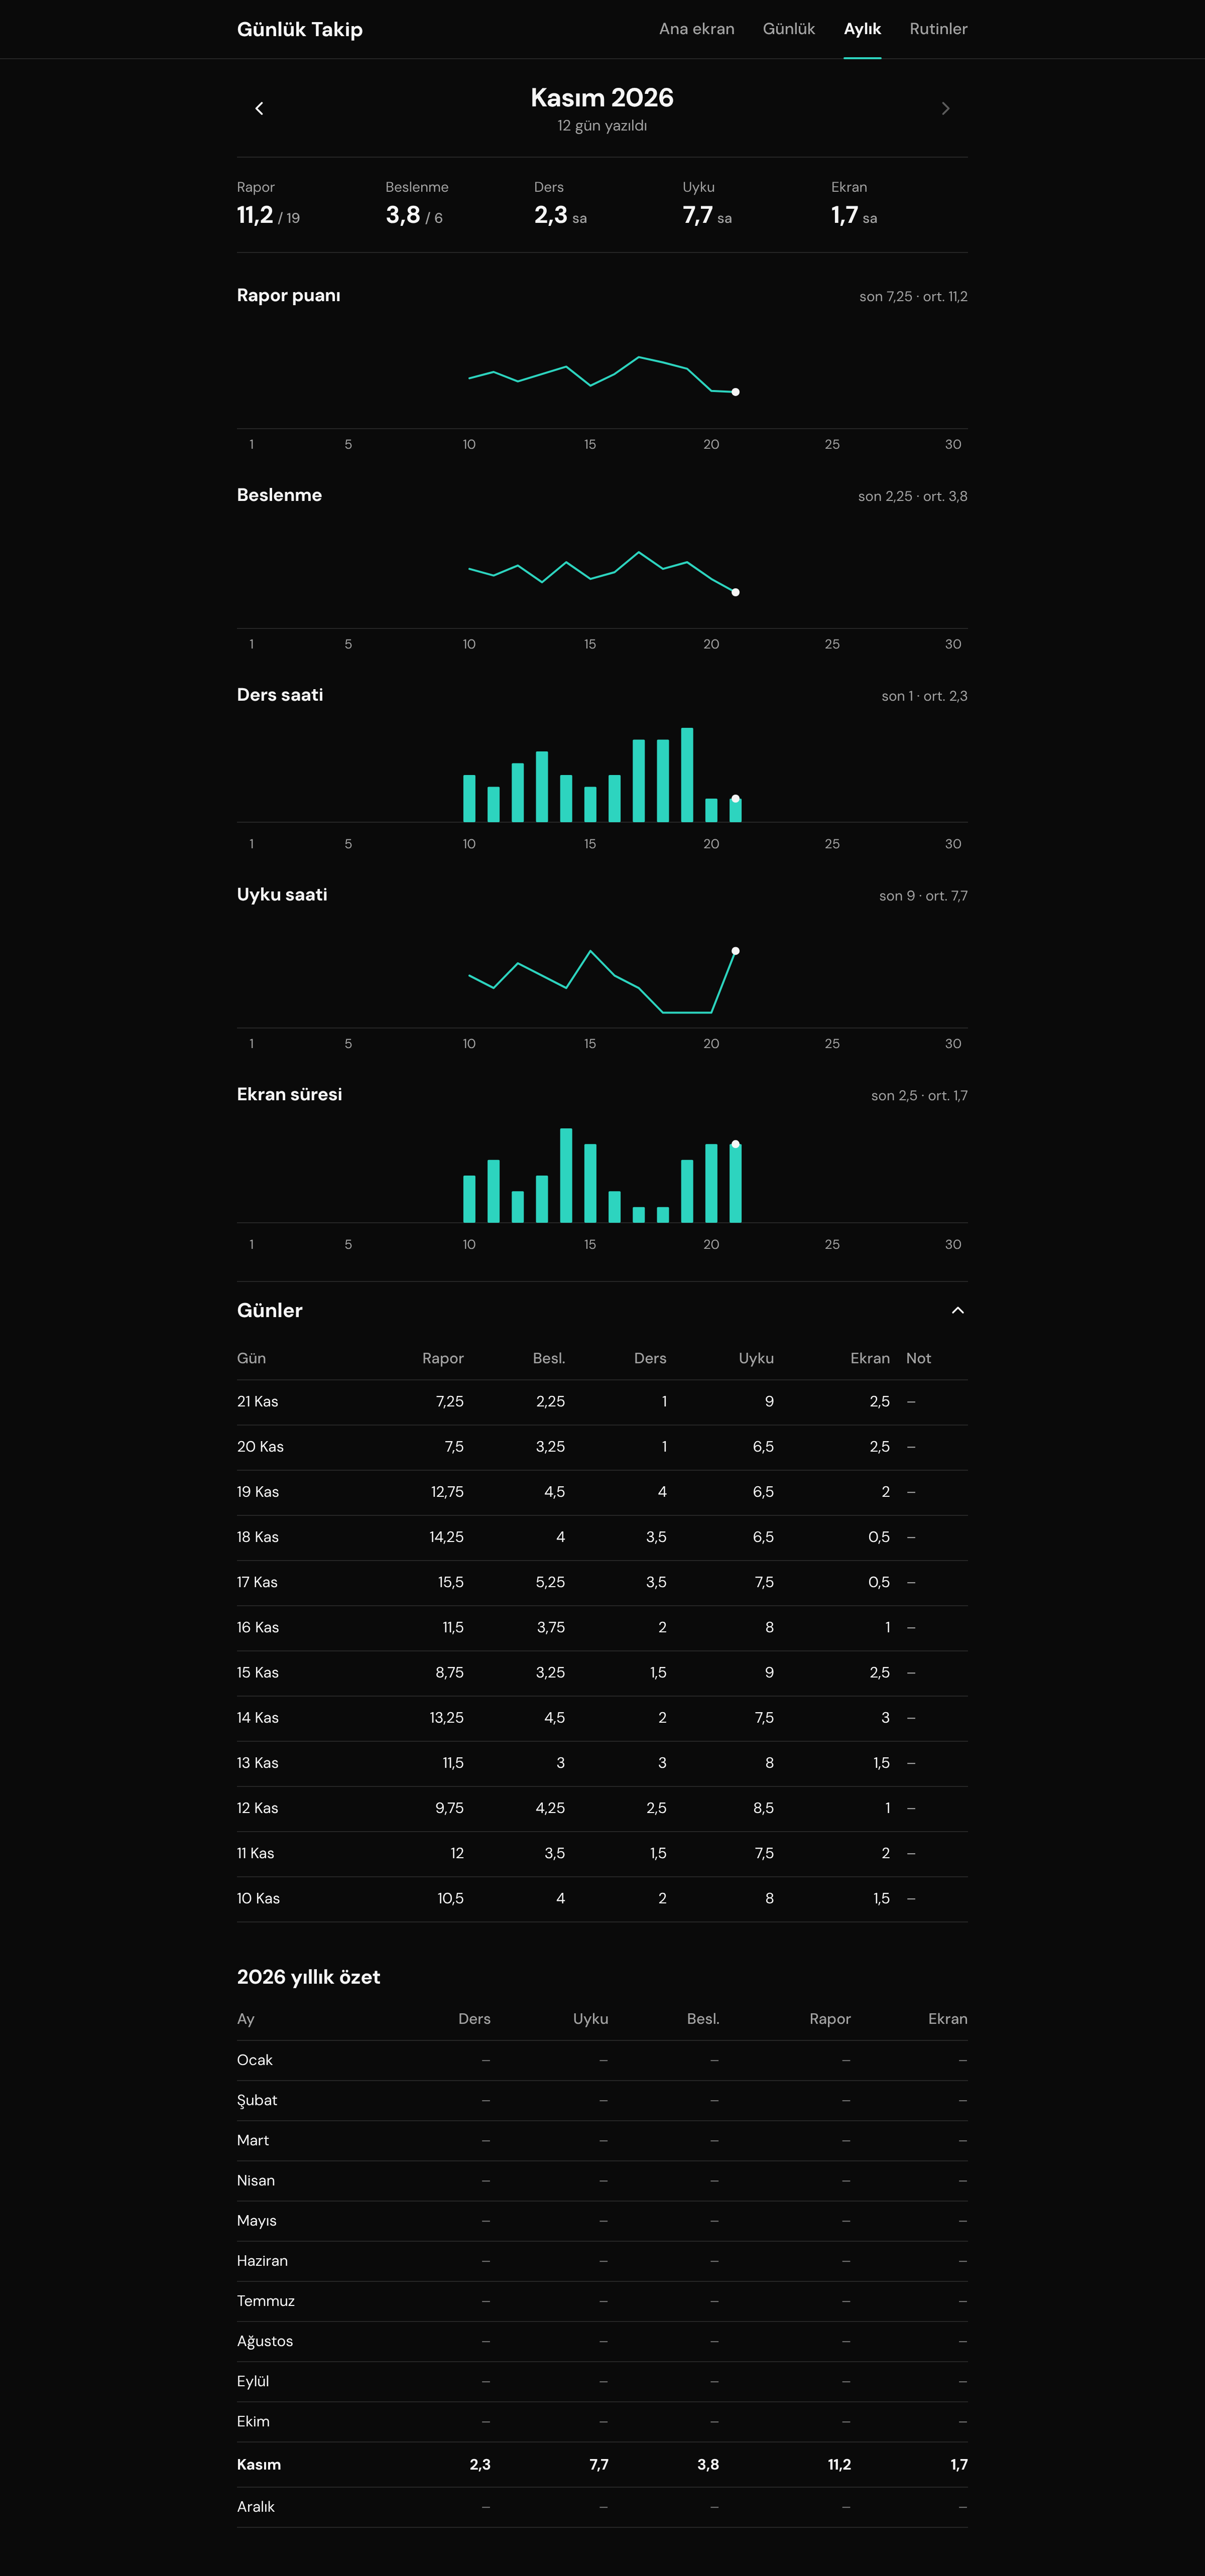 Günlük Takip Ana ekran Günlük Aylık Rutinler
Kasım 2026
12 gün yazıldı
Rapor Beslenme Ders Uyku Ekran
11,2 / 19 3,8 / 6 2,3 sa 7,7 sa 1,7 sa
Rapor puanı son 7,25 · ort. 11,2
1 5 10 15 20 25 30
Beslenme son 2,25 · ort. 3,8
1 5 10 15 20 25 30
Ders saati son 1 · ort. 2,3
1 5 10 15 20 25 30
Uyku saati son 9 · ort. 7,7
1 5 10 15 20 25 30
Ekran süresi son 2,5 · ort. 1,7
1 5 10 15 20 25 30
Günler
Gün Rapor Besl. Ders Uyku Ekran Not
21 Kas 7,25 2,25 1 9 2,5 –
20 Kas 7,5 3,25 1 6,5 2,5 –
19 Kas 12,75 4,5 4 6,5 2 –
18 Kas 14,25 4 3,5 6,5 0,5 –
17 Kas 15,5 5,25 3,5 7,5 0,5 –
16 Kas 11,5 3,75 2 8 1 –
15 Kas 8,75 3,25 1,5 9 2,5 –
14 Kas 13,25 4,5 2 7,5 3 –
13 Kas 11,5 3 3 8 1,5 –
12 Kas 9,75 4,25 2,5 8,5 1 –
11 Kas 12 3,5 1,5 7,5 2 –
10 Kas 10,5 4 2 8 1,5 –
2026 yıllık özet
Ay Ders Uyku Besl. Rapor Ekran
Ocak – – – – –
Şubat – – – – –
Mart – – – – –
Nisan – – – – –
Mayıs – – – – –
Haziran – – – – –
Temmuz – – – – –
Ağustos – – – – –
Eylül – – – – –
Ekim – – – – –
Kasım 2,3 7,7 3,8 11,2 1,7
Aralık – – – – –